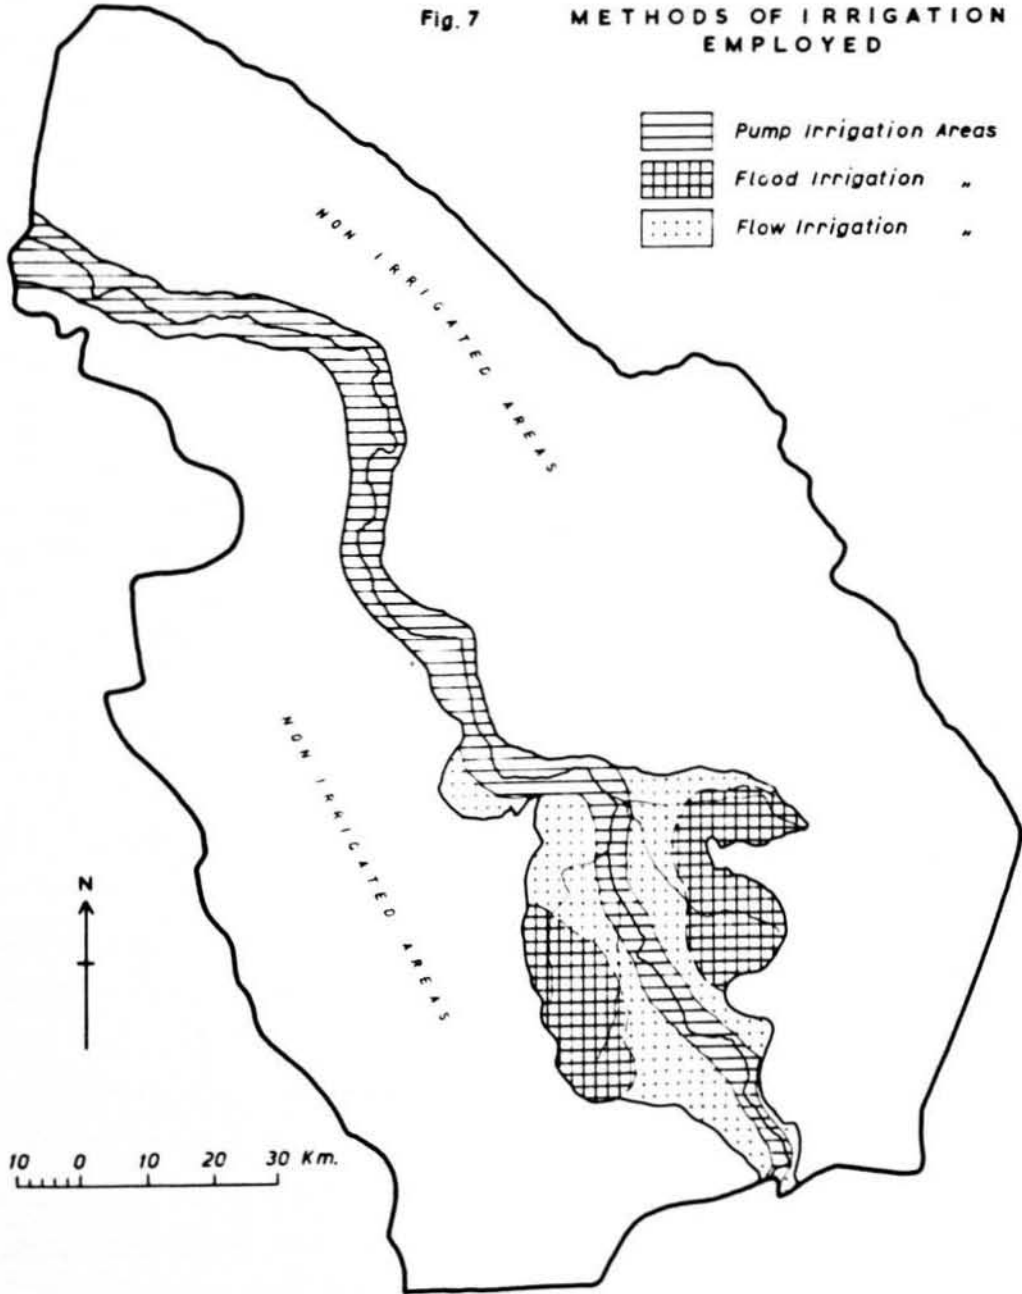 Fig. 7
METHODS OF IRRIGATION
EMPLOYED
Pump Irrigation Areas
Flood Irrigation „
Flow Irrigation „
NON IRRIGATED AREAS
NON IRRIGATED AREAS
N
10 0 10 20 30 Km.